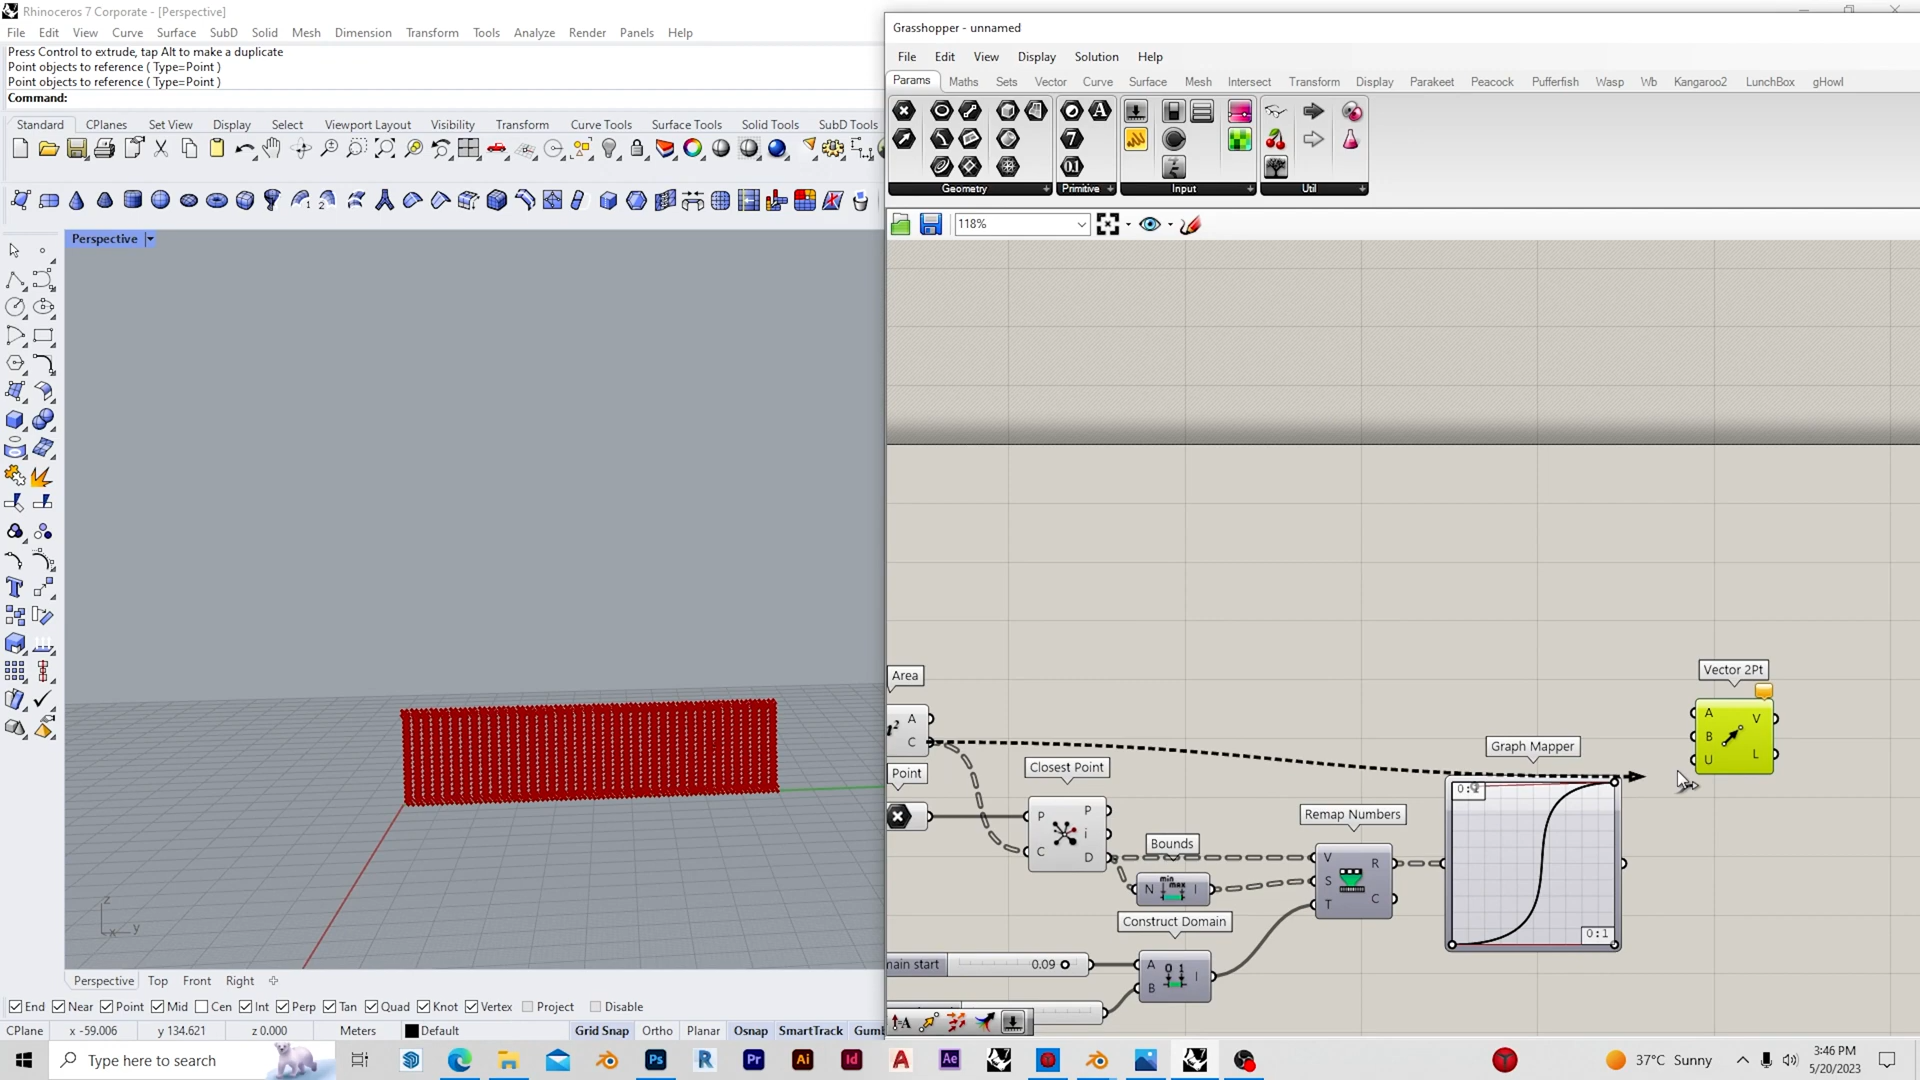 Rhinoceros 7 Corporate - [Perspective]
File Edit View Curve Surface SubD Solid Mesh Dimension Transform Tools Analyze Render Panels Help
Press Control to extrude, tap Alt to make a duplicate
Point objects to reference ( Type=Point )
Point objects to reference ( Type=Point )
Command:
Standard CPlanes Set View Display Select Viewport Layout Visibility Transform Curve Tools Surface Tools Solid Tools SubD Tools
Perspective
z
x
y
Perspective Top Front Right
End Near Point Mid Cen Int Perp Tan Quad Knot Vertex Project Disable
CPlane x -59.006 y 134.621 z 0.000 Meters Default Grid Snap Ortho Planar Osnap SmartTrack Gumb
Grasshopper - unnamed
File Edit View Display Solution Help
Params Maths Sets Vector Curve Surface Mesh Intersect Transform Display Parakeet Peacock Pufferfish Wasp Wb Kangaroo2 LunchBox gHowl
Geometry Primitive Input Util
118%
Area
A
C
Point
Closest Point
P
C
P
i
D
Bounds
min max
N
I
Construct Domain
main start 0.09
A
B
0 1
I
Remap Numbers
V
S
T
R
C
Graph Mapper
0:1
Vector 2Pt
A
B
U
V
L
Type here to search
37°C Sunny
3:46 PM
5/20/2023